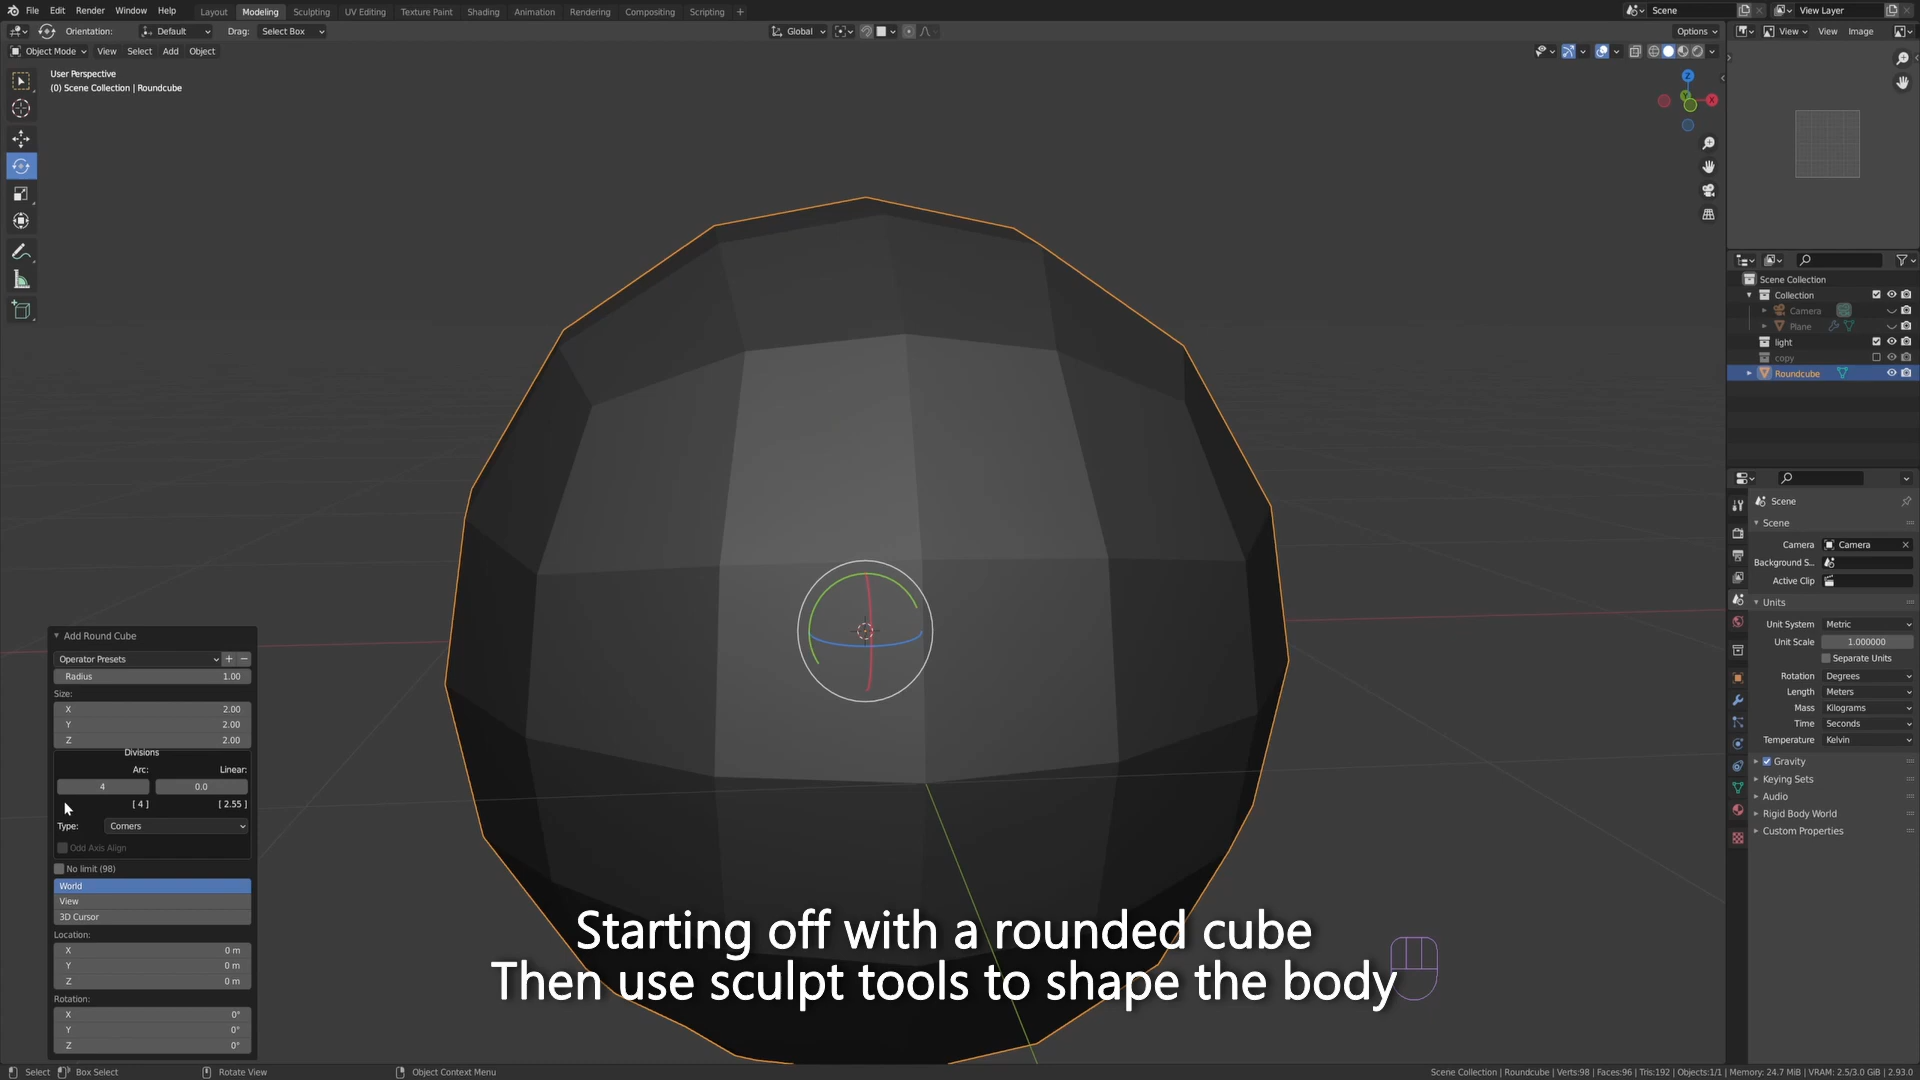 File Edit Render Window Help
Layout Modeling Sculpting UV Editing Texture Paint Shading Animation Rendering Compositing Scripting +
Scene
View Layer
Orientation: Default Drag: Select Box
Global
Options
View View Image
Object Mode View Select Add Object
User Perspective
(0) Scene Collection | Roundcube
Z
Y
X
Scene Collection
Collection
Camera
Plane
light
copy
Roundcube
Scene
Scene
Camera Camera
Background S...
Active Clip
Units
Unit System Metric
Unit Scale 1.000000
Separate Units
Rotation Degrees
Length Meters
Mass Kilograms
Time Seconds
Temperature Kelvin
Gravity
Keying Sets
Audio
Rigid Body World
Custom Properties
Add Round Cube
Operator Presets + −
Radius 1.00
Size:
X 2.00
Y 2.00
Z 2.00
Divisions
Arc: Linear:
4 0.0
[ 4 ] [ 2.55 ]
Type: Corners
Odd Axis Align
No limit (98)
World
View
3D Cursor
Location:
X 0 m
Y 0 m
Z 0 m
Rotation:
X 0°
Y 0°
Z 0°
Starting off with a rounded cube
Then use sculpt tools to shape the body
Select Box Select Rotate View Object Context Menu
Scene Collection | Roundcube | Verts:98 | Faces:96 | Tris:192 | Objects:1/1 | Memory: 24.7 MiB | VRAM: 2.5/3.0 GiB | 2.93.0